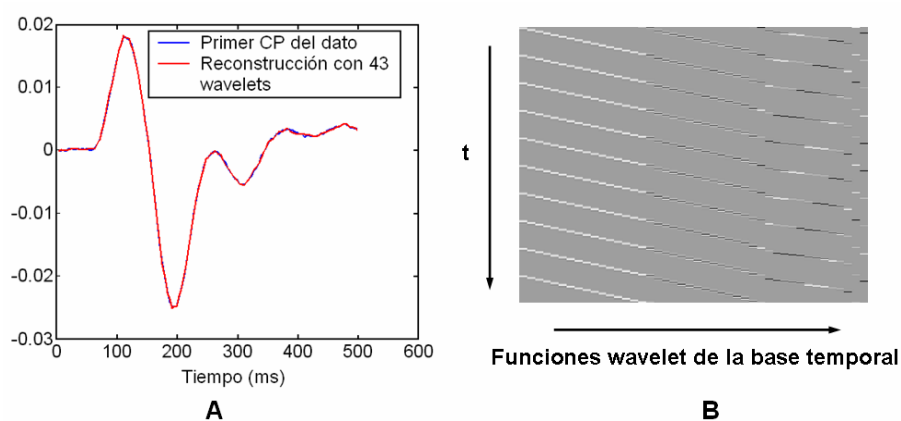 0.02
0.01
0
-0.01
-0.02
-0.03
0 100 200 300 400 500 600
Tiempo (ms)
Primer CP del dato
Reconstrucción con 43
wavelets
A
t
Funciones wavelet de la base temporal
B